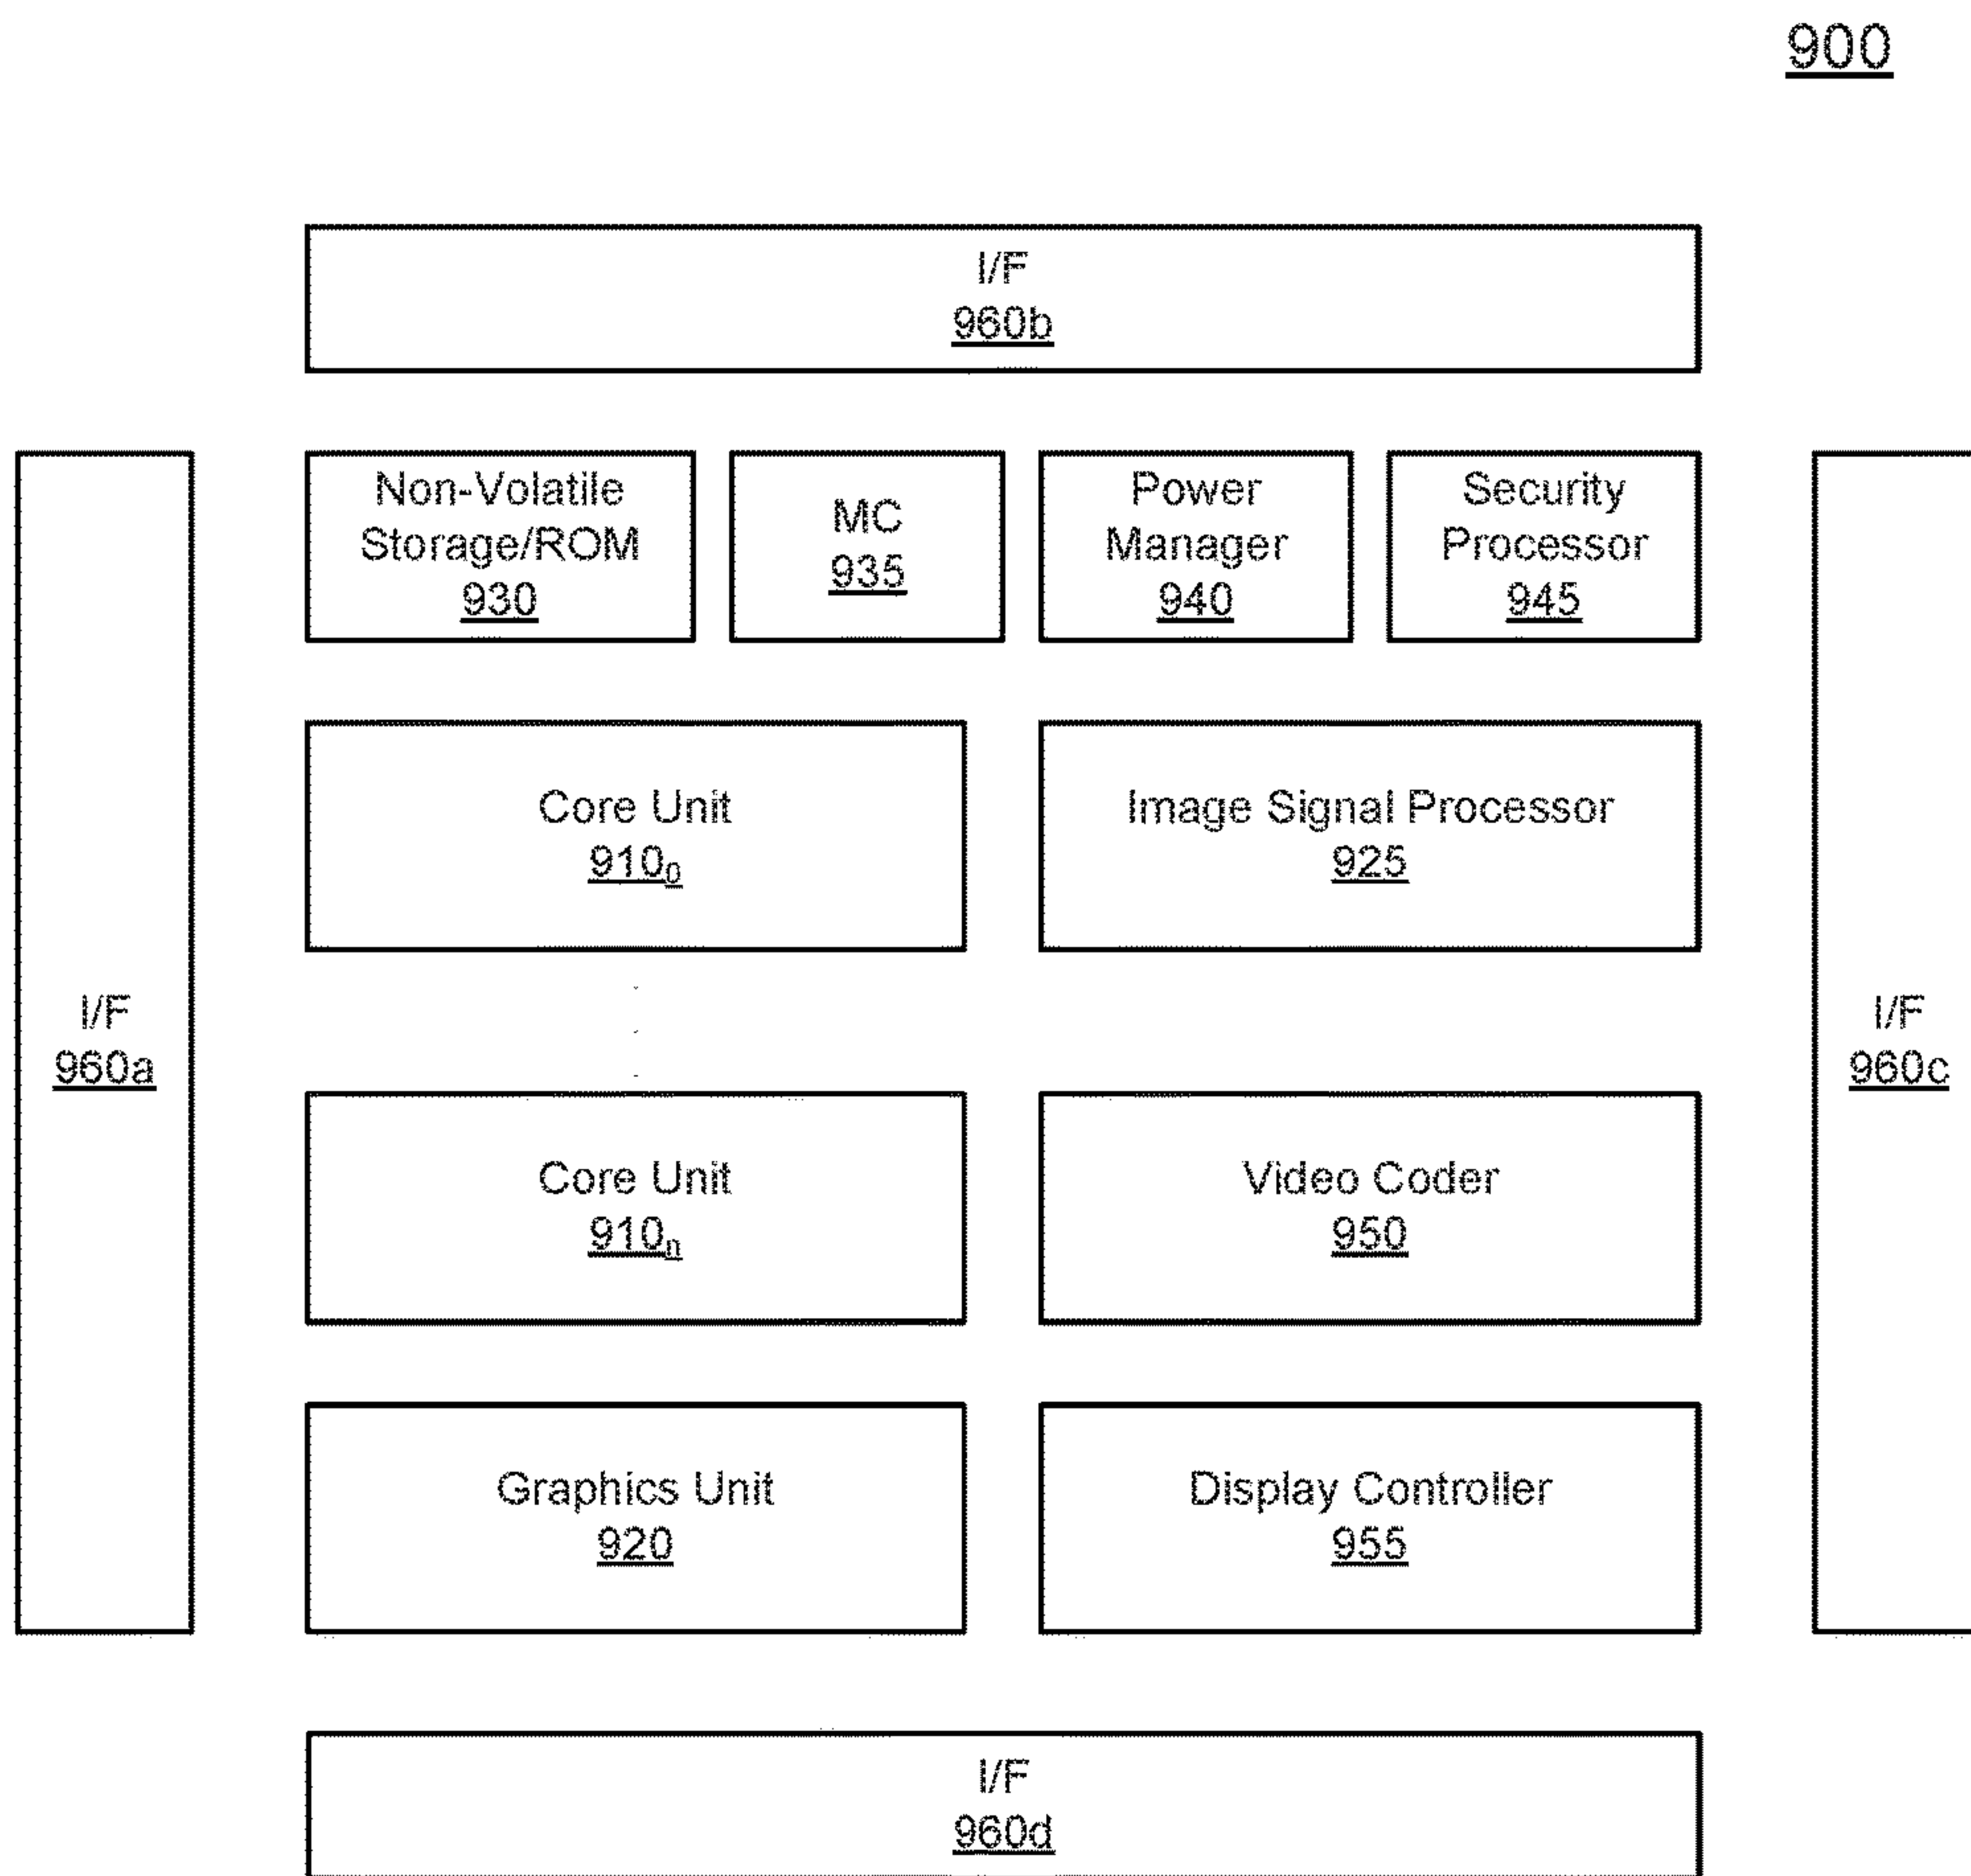 900
I/F
960b
Non-Volatile
Storage/ROM
930
MC
935
Power
Manager
940
Security
Processor
945
Core Unit
910₀
Image Signal Processor
925
I/F
960a
I/F
960c
Core Unit
910ₙ
Video Coder
950
Graphics Unit
920
Display Controller
955
I/F
960d